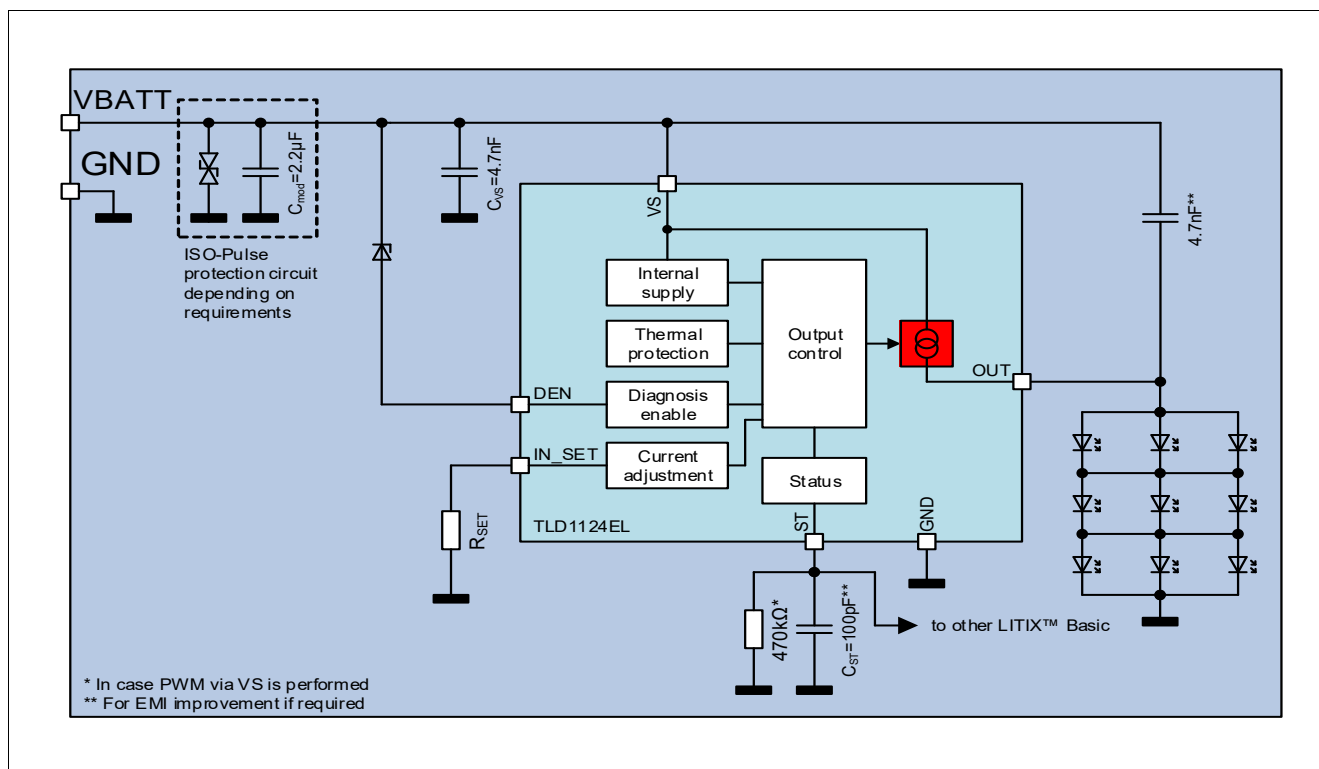 VBATT
GND
Cmod=2.2µF
ISO-Pulse
protection circuit
depending on
requirements
CVS=4.7nF
4.7nF**
VS
Internal
supply
Thermal
protection
Output
control
OUT
DEN
Diagnosis
enable
IN_SET
Current
adjustment
Status
RSET
TLD1124EL
ST
GND
470kΩ*
CST=100pF**
to other LITIX™ Basic
* In case PWM via VS is performed
** For EMI improvement if required